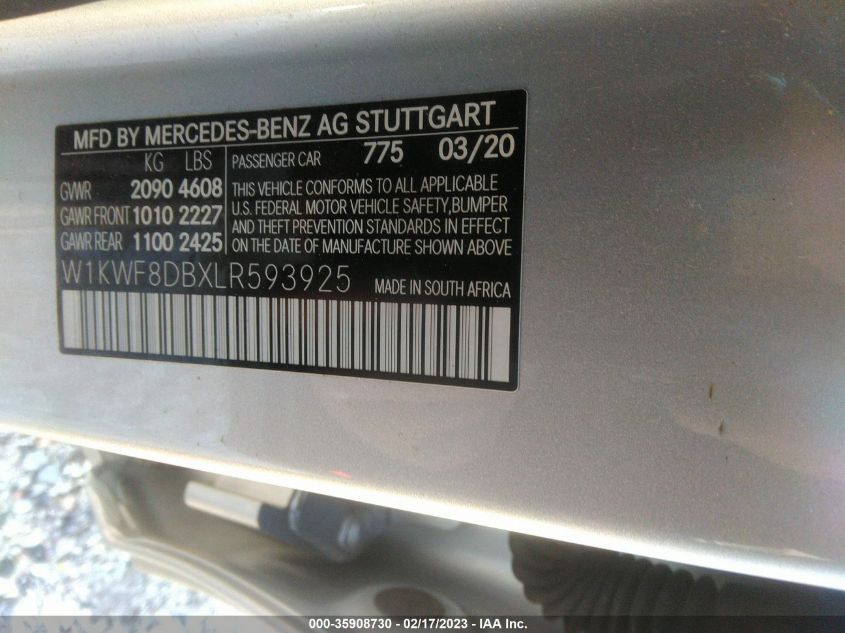 MFD BY MERCEDES-BENZ AG STUTTGART
KG LBS
GVWR 2090 4608
GAWR FRONT 1010 2227
GAWR REAR 1100 2425
PASSENGER CAR 775 03/20
THIS VEHICLE CONFORMS TO ALL APPLICABLE
U.S. FEDERAL MOTOR VEHICLE SAFETY,BUMPER
AND THEFT PREVENTION STANDARDS IN EFFECT
ON THE DATE OF MANUFACTURE SHOWN ABOVE
W1KWF8DBXLR593925
MADE IN SOUTH AFRICA
000-35908730 - 02/17/2023 - IAA Inc.